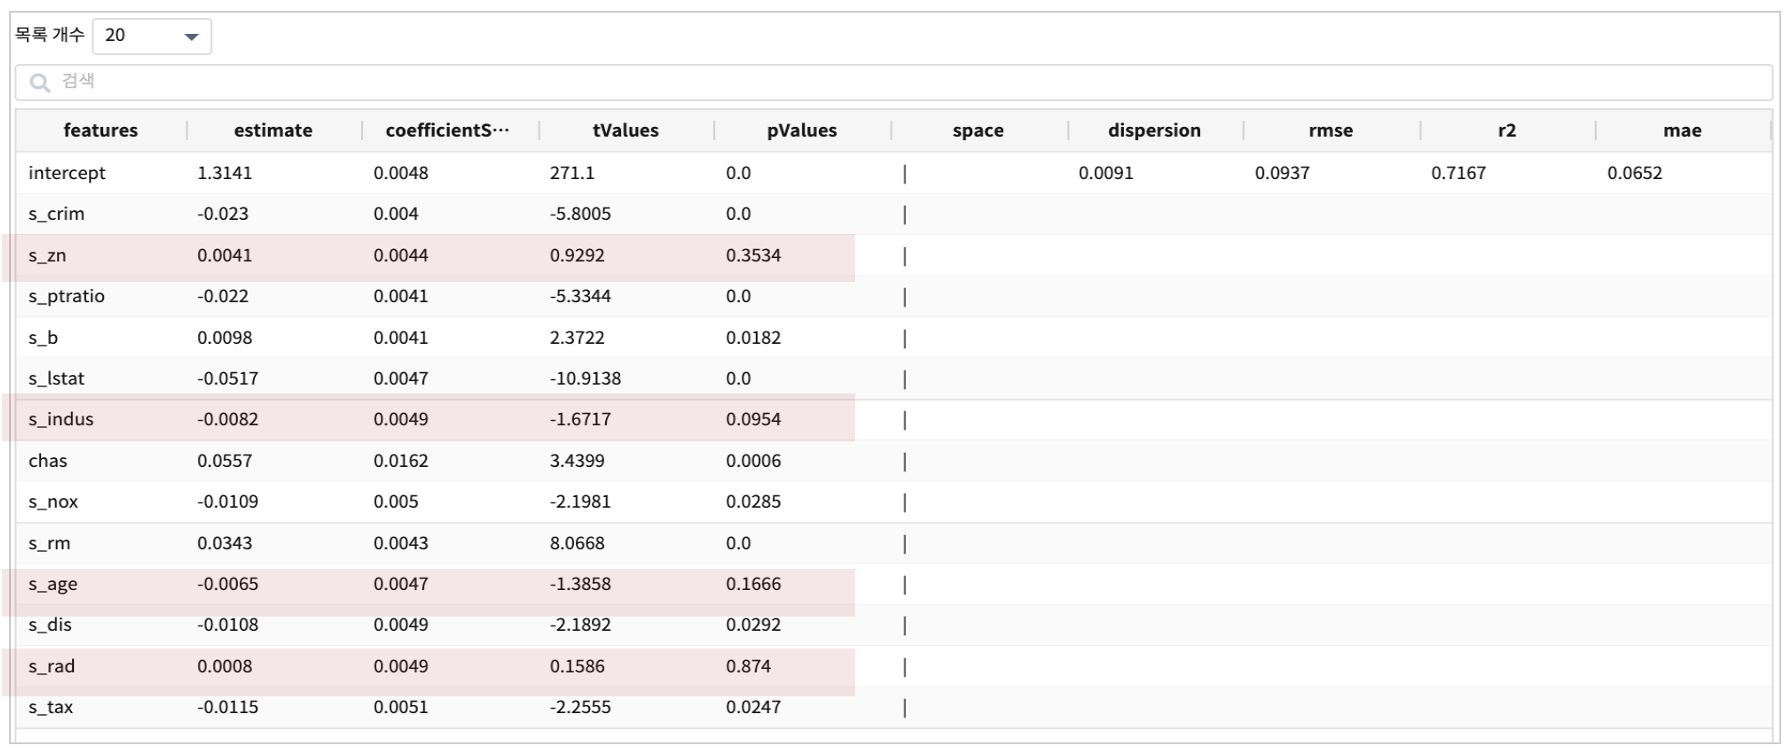 목록 개수 20
검색
features estimate coefficientS⋯ tValues pValues space dispersion rmse r2 mae
intercept 1.3141 0.0048 271.1 0.0 | 0.0091 0.0937 0.7167 0.0652
s_crim -0.023 0.004 -5.8005 0.0 |
s_zn 0.0041 0.0044 0.9292 0.3534 |
s_ptratio -0.022 0.0041 -5.3344 0.0 |
s_b 0.0098 0.0041 2.3722 0.0182 |
s_lstat -0.0517 0.0047 -10.9138 0.0 |
s_indus -0.0082 0.0049 -1.6717 0.0954 |
chas 0.0557 0.0162 3.4399 0.0006 |
s_nox -0.0109 0.005 -2.1981 0.0285 |
s_rm 0.0343 0.0043 8.0668 0.0 |
s_age -0.0065 0.0047 -1.3858 0.1666 |
s_dis -0.0108 0.0049 -2.1892 0.0292 |
s_rad 0.0008 0.0049 0.1586 0.874 |
s_tax -0.0115 0.0051 -2.2555 0.0247 |